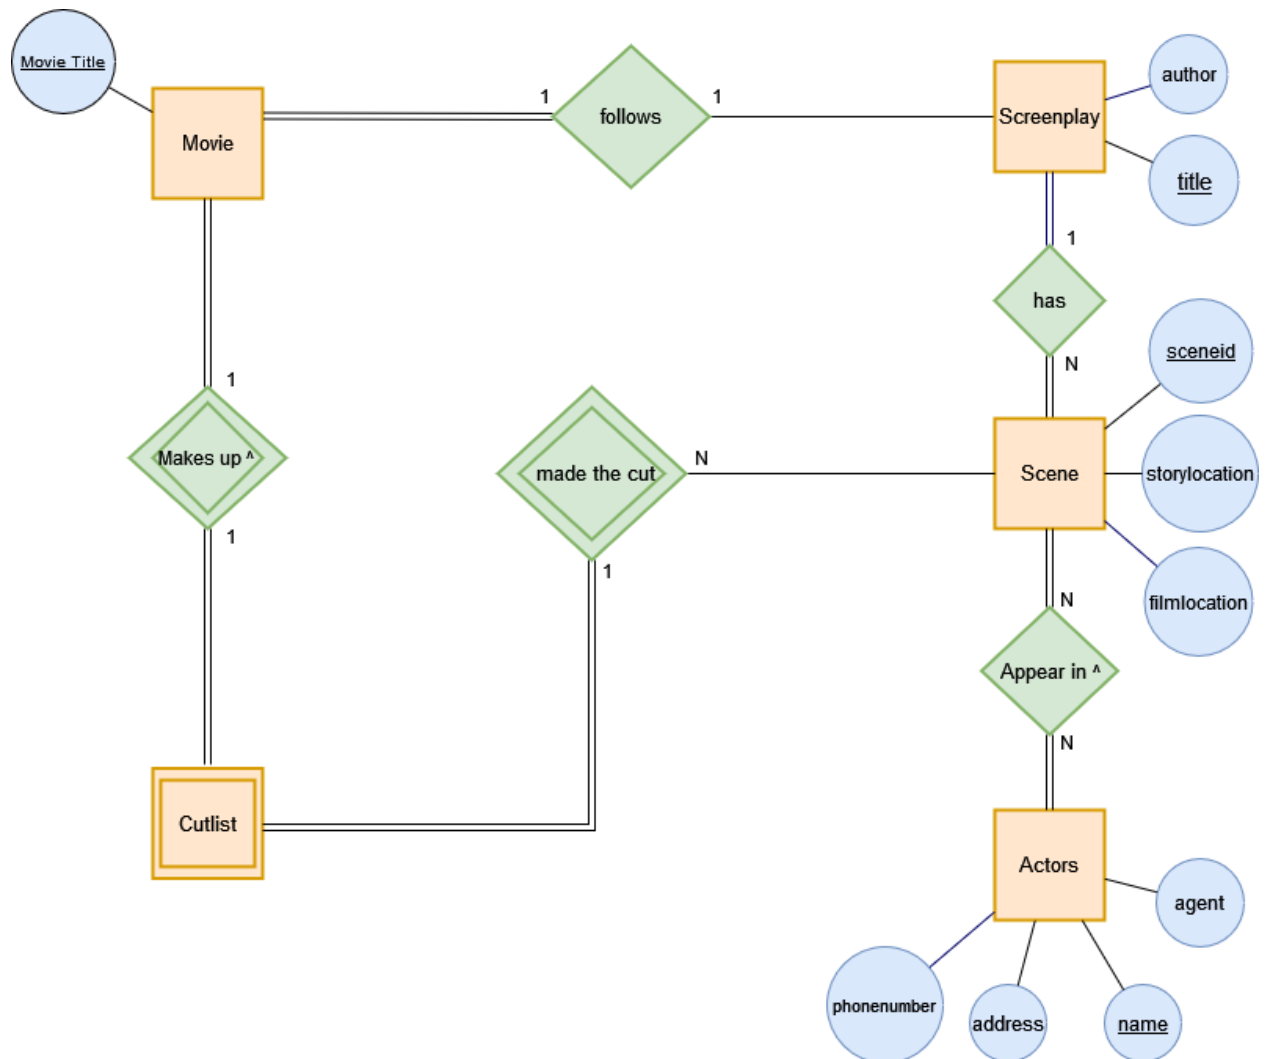 Movie Title
Movie
1
follows
1
Screenplay
author
title
1
has
N
sceneid
storylocation
filmlocation
Scene
N
made the cut
1
1
Makes up ^
1
Cutlist
N
Appear in ^
N
Actors
agent
phonenumber
address
name